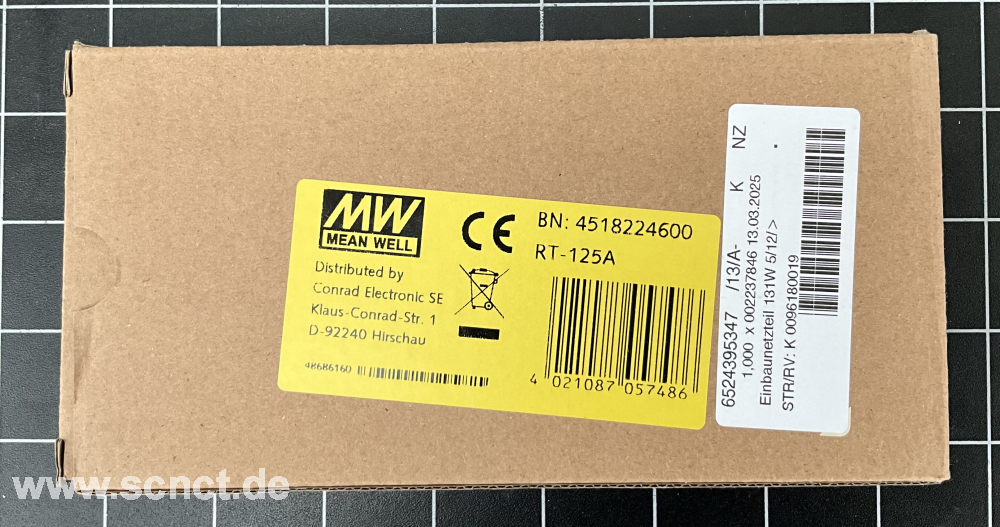 MW
MEAN WELL
CE
BN: 4518224600
RT-125A
Distributed by
Conrad Electronic SE
Klaus-Conrad-Str. 1
D-92240 Hirschau
48686160
4 021087 057486
6524395347 /13/A- K NZ
1,000 x 002237846 13.03.2025
Einbaunetzteil 131W 5/12/>
STR/RV: K 0096180019
www.scnct.de